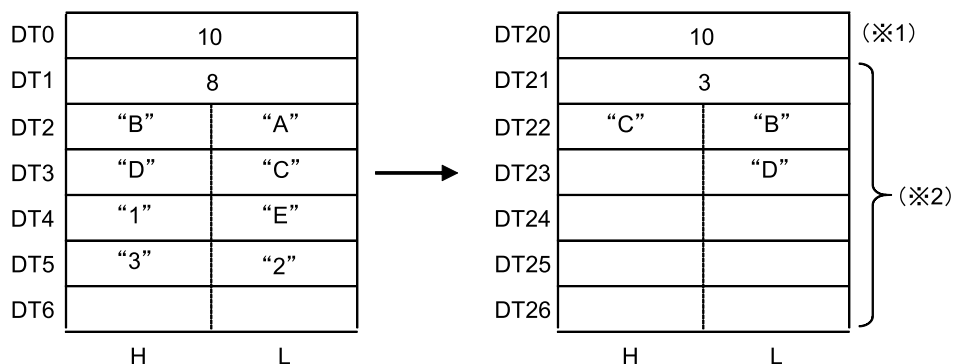 DT0 10 DT20 10 (※1)
DT1 8 DT21 3
DT2 “B” “A” DT22 “C” “B”
DT3 “D” “C” DT23 “D”
DT4 “1” “E” DT24 (※2)
DT5 “3” “2” DT25
DT6 DT26
H L H L